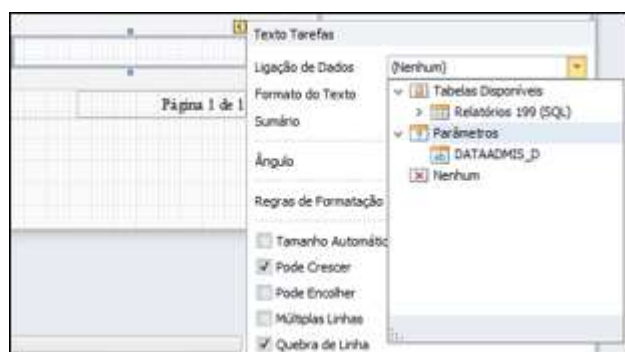 Texto Tarefas
Ligação de Dados (Nenhum)
Formato do Texto
Sumário
Ângulo
Regras de Formatação
Tamanho Automátic
Pode Crescer
Pode Encolher
Múltiplas Linhas
Quebra de Linha
Tabelas Disponíveis
Relatórios 199 (SQL)
Parâmetros
ab DATAADMIS_D
Nenhum
Página 1 de 1